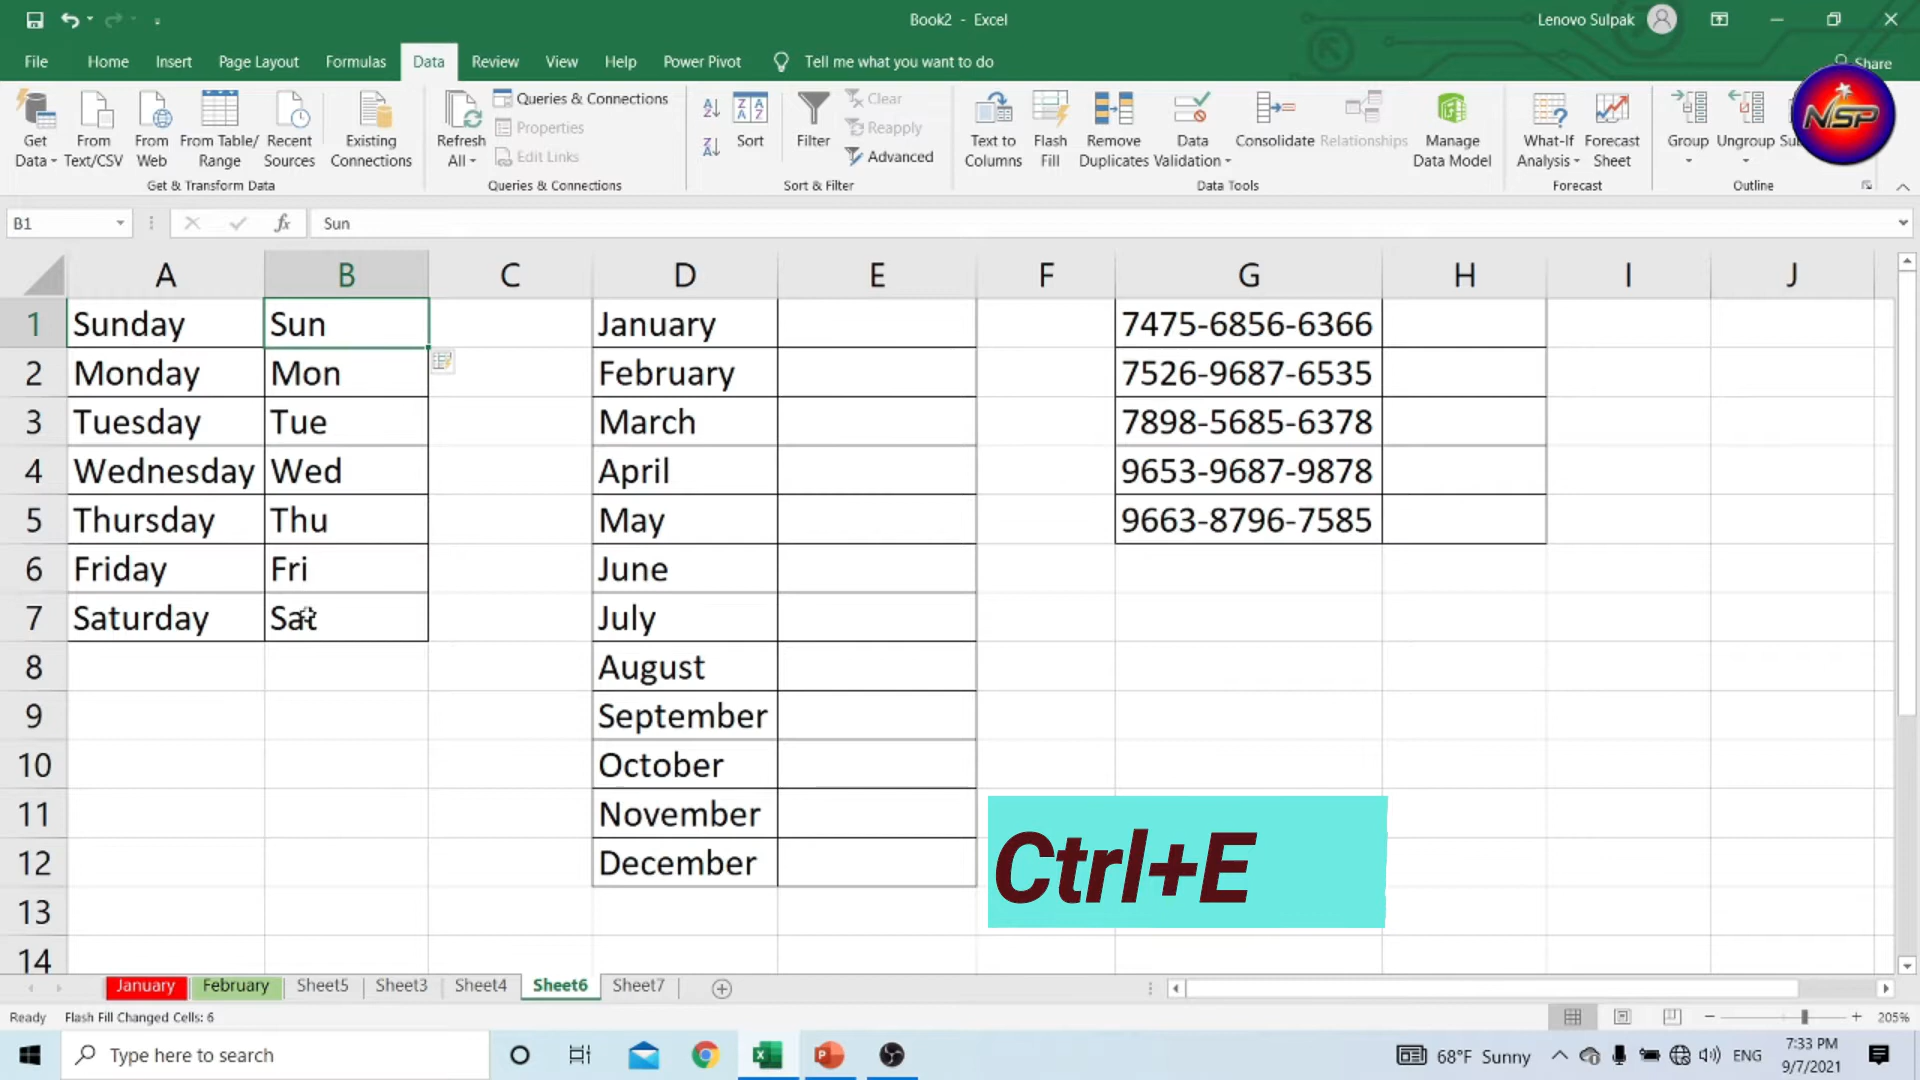 Book2 - Excel
Lenovo Sulpak
File Home Insert Page Layout Formulas Data Review View Help Power Pivot Tell me what you want to do Share
Get Data
From Text/CSV
From Web
From Table/ Range
Recent Sources
Existing Connections
Get & Transform Data
Refresh All
Queries & Connections
Properties
Edit Links
Queries & Connections
Sort
Filter
Clear
Reapply
Advanced
Sort & Filter
Text to Columns
Flash Fill
Remove Duplicates
Data Validation
Consolidate
Relationships
Manage Data Model
Data Tools
What-If Analysis
Forecast Sheet
Forecast
Group
Ungroup
Outline
NSP
B1 fx Sun
A B C D E F G H I J
1 Sunday Sun January 7475-6856-6366
2 Monday Mon February 7526-9687-6535
3 Tuesday Tue March 7898-5685-6378
4 Wednesday Wed April 9653-9687-9878
5 Thursday Thu May 9663-8796-7585
6 Friday Fri June
7 Saturday Sat July
8 August
9 September
10 October
11 November
12 December
13
14
Ctrl+E
January February Sheet5 Sheet3 Sheet4 Sheet6 Sheet7
Ready Flash Fill Changed Cells: 6 205%
Type here to search
68°F Sunny ENG 7:33 PM
9/7/2021